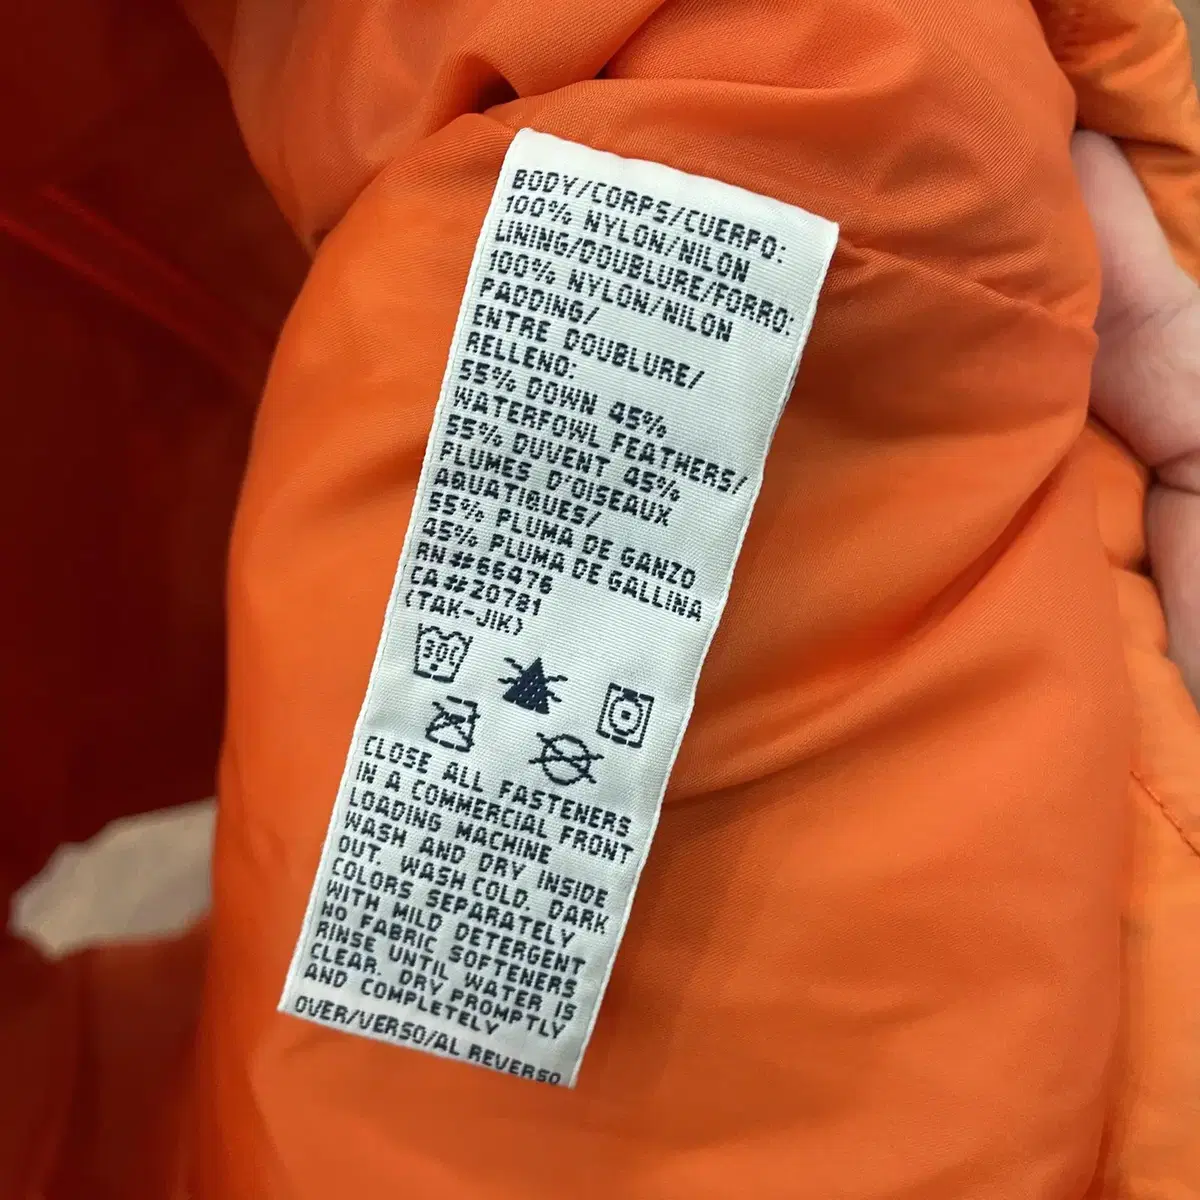 BODY/CORPS/CUERPO:
100% NYLON/NILON
LINING/DOUBLURE/FORRO:
100% NYLON/NILON
PADDING/
ENTRE DOUBLURE/
RELLENO:
55% DOWN 45%
WATERFOWL FEATHERS/
55% DUVENT 45%
PLUMES D'OISEAUX
AQUATIQUES/
55% PLUMA DE GANZO
45% PLUMA DE GALLINA
RN #66476
CA #20781
(TAK-JIK)
30C
CLOSE ALL FASTENERS
IN A COMMERCIAL FRONT
LOADING MACHINE
WASH AND DRY INSIDE
OUT. WASH COLD. DARK
COLORS SEPARATELY
WITH MILD DETERGENT
NO FABRIC SOFTENERS
RINSE UNTIL WATER IS
CLEAR. DRY PROMPTLY
AND COMPLETELY
OVER/VERSO/AL REVERSO